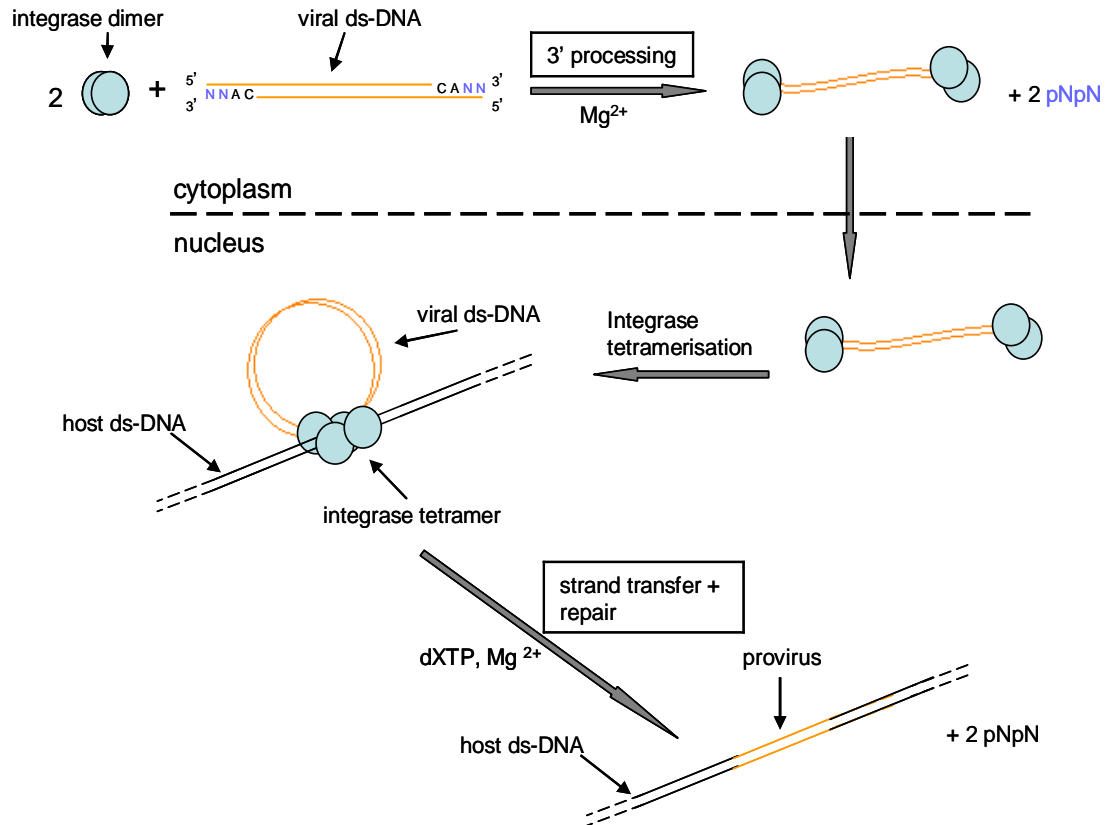 integrase dimer
viral ds-DNA
3’ processing
2
+
5’
3’
N N A C
C A N N
3’
5’
Mg2+
+ 2 pNpN
cytoplasm
nucleus
viral ds-DNA
Integrase
tetramerisation
host ds-DNA
integrase tetramer
strand transfer +
repair
dXTP, Mg 2+
provirus
host ds-DNA
+ 2 pNpN